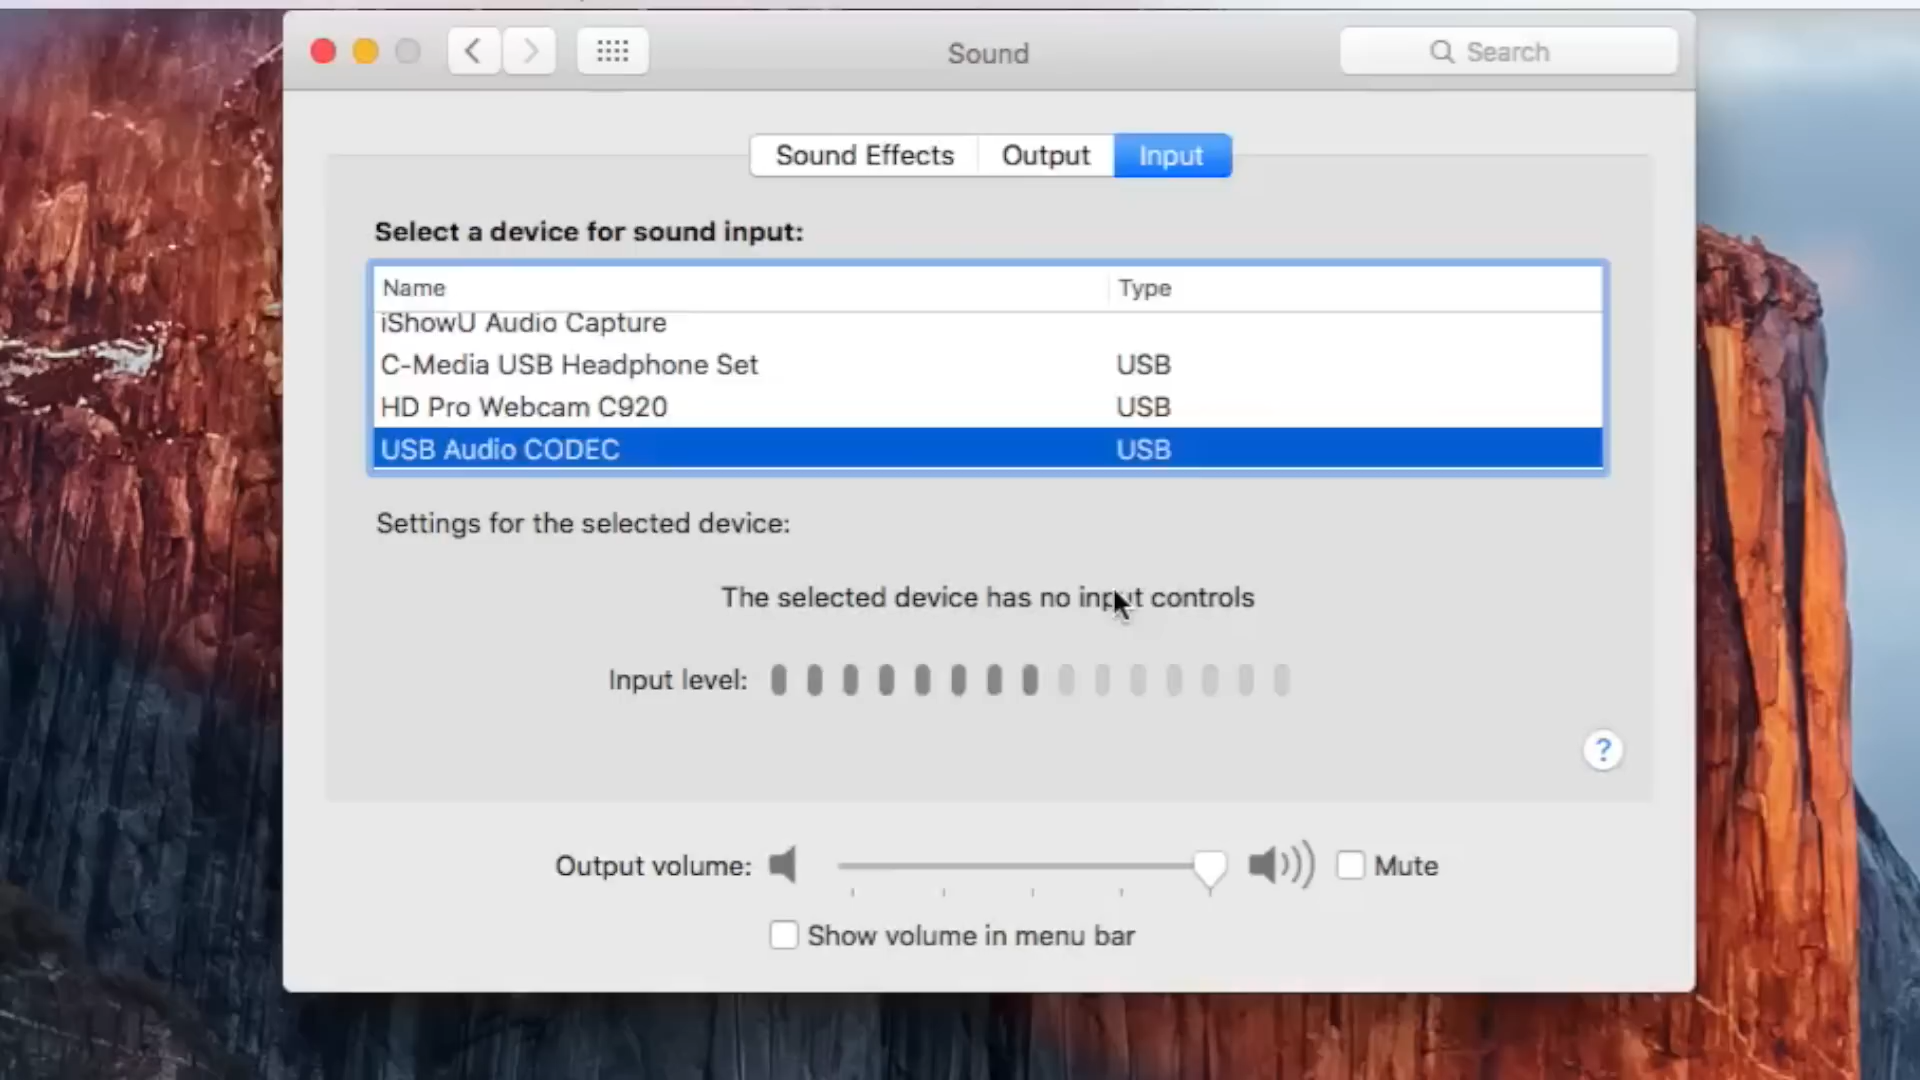 Sound
Search
Sound Effects Output Input
Select a device for sound input:
Name Type
iShowU Audio Capture
C-Media USB Headphone Set USB
HD Pro Webcam C920 USB
USB Audio CODEC USB
Settings for the selected device:
The selected device has no input controls
Input level:
?
Output volume: Mute
Show volume in menu bar